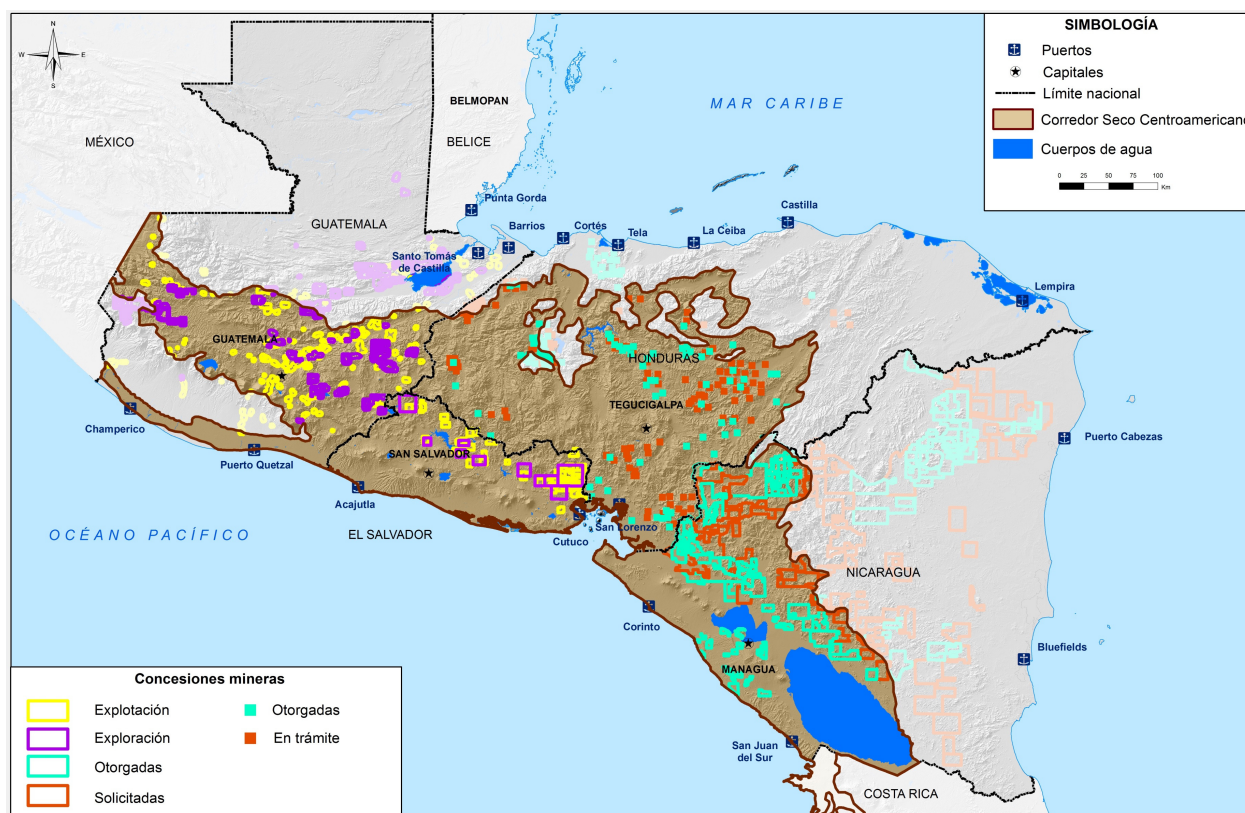 N
W
E
S
SIMBOLOGÍA
Puertos
Capitales
Límite nacional
Corredor Seco Centroamericano
Cuerpos de agua
0 25 50 75 100
Km
MAR CARIBE
BELMOPAN
BELICE
MÉXICO
GUATEMALA
Punta Gorda
Barrios
Cortés
Tela
La Ceiba
Castilla
Santo Tomás
de Castilla
Lempira
GUATEMALA
HONDURAS
TEGUCIGALPA
Champerico
Puerto Quetzal
SAN SALVADOR
Puerto Cabezas
Acajutla
OCÉANO PACÍFICO
EL SALVADOR
Cutuco
San Lorenzo
NICARAGUA
Corinto
MANAGUA
Bluefields
San Juan
del Sur
COSTA RICA
Concesiones mineras
Explotación
Exploración
Otorgadas
Solicitadas
Otorgadas
En trámite